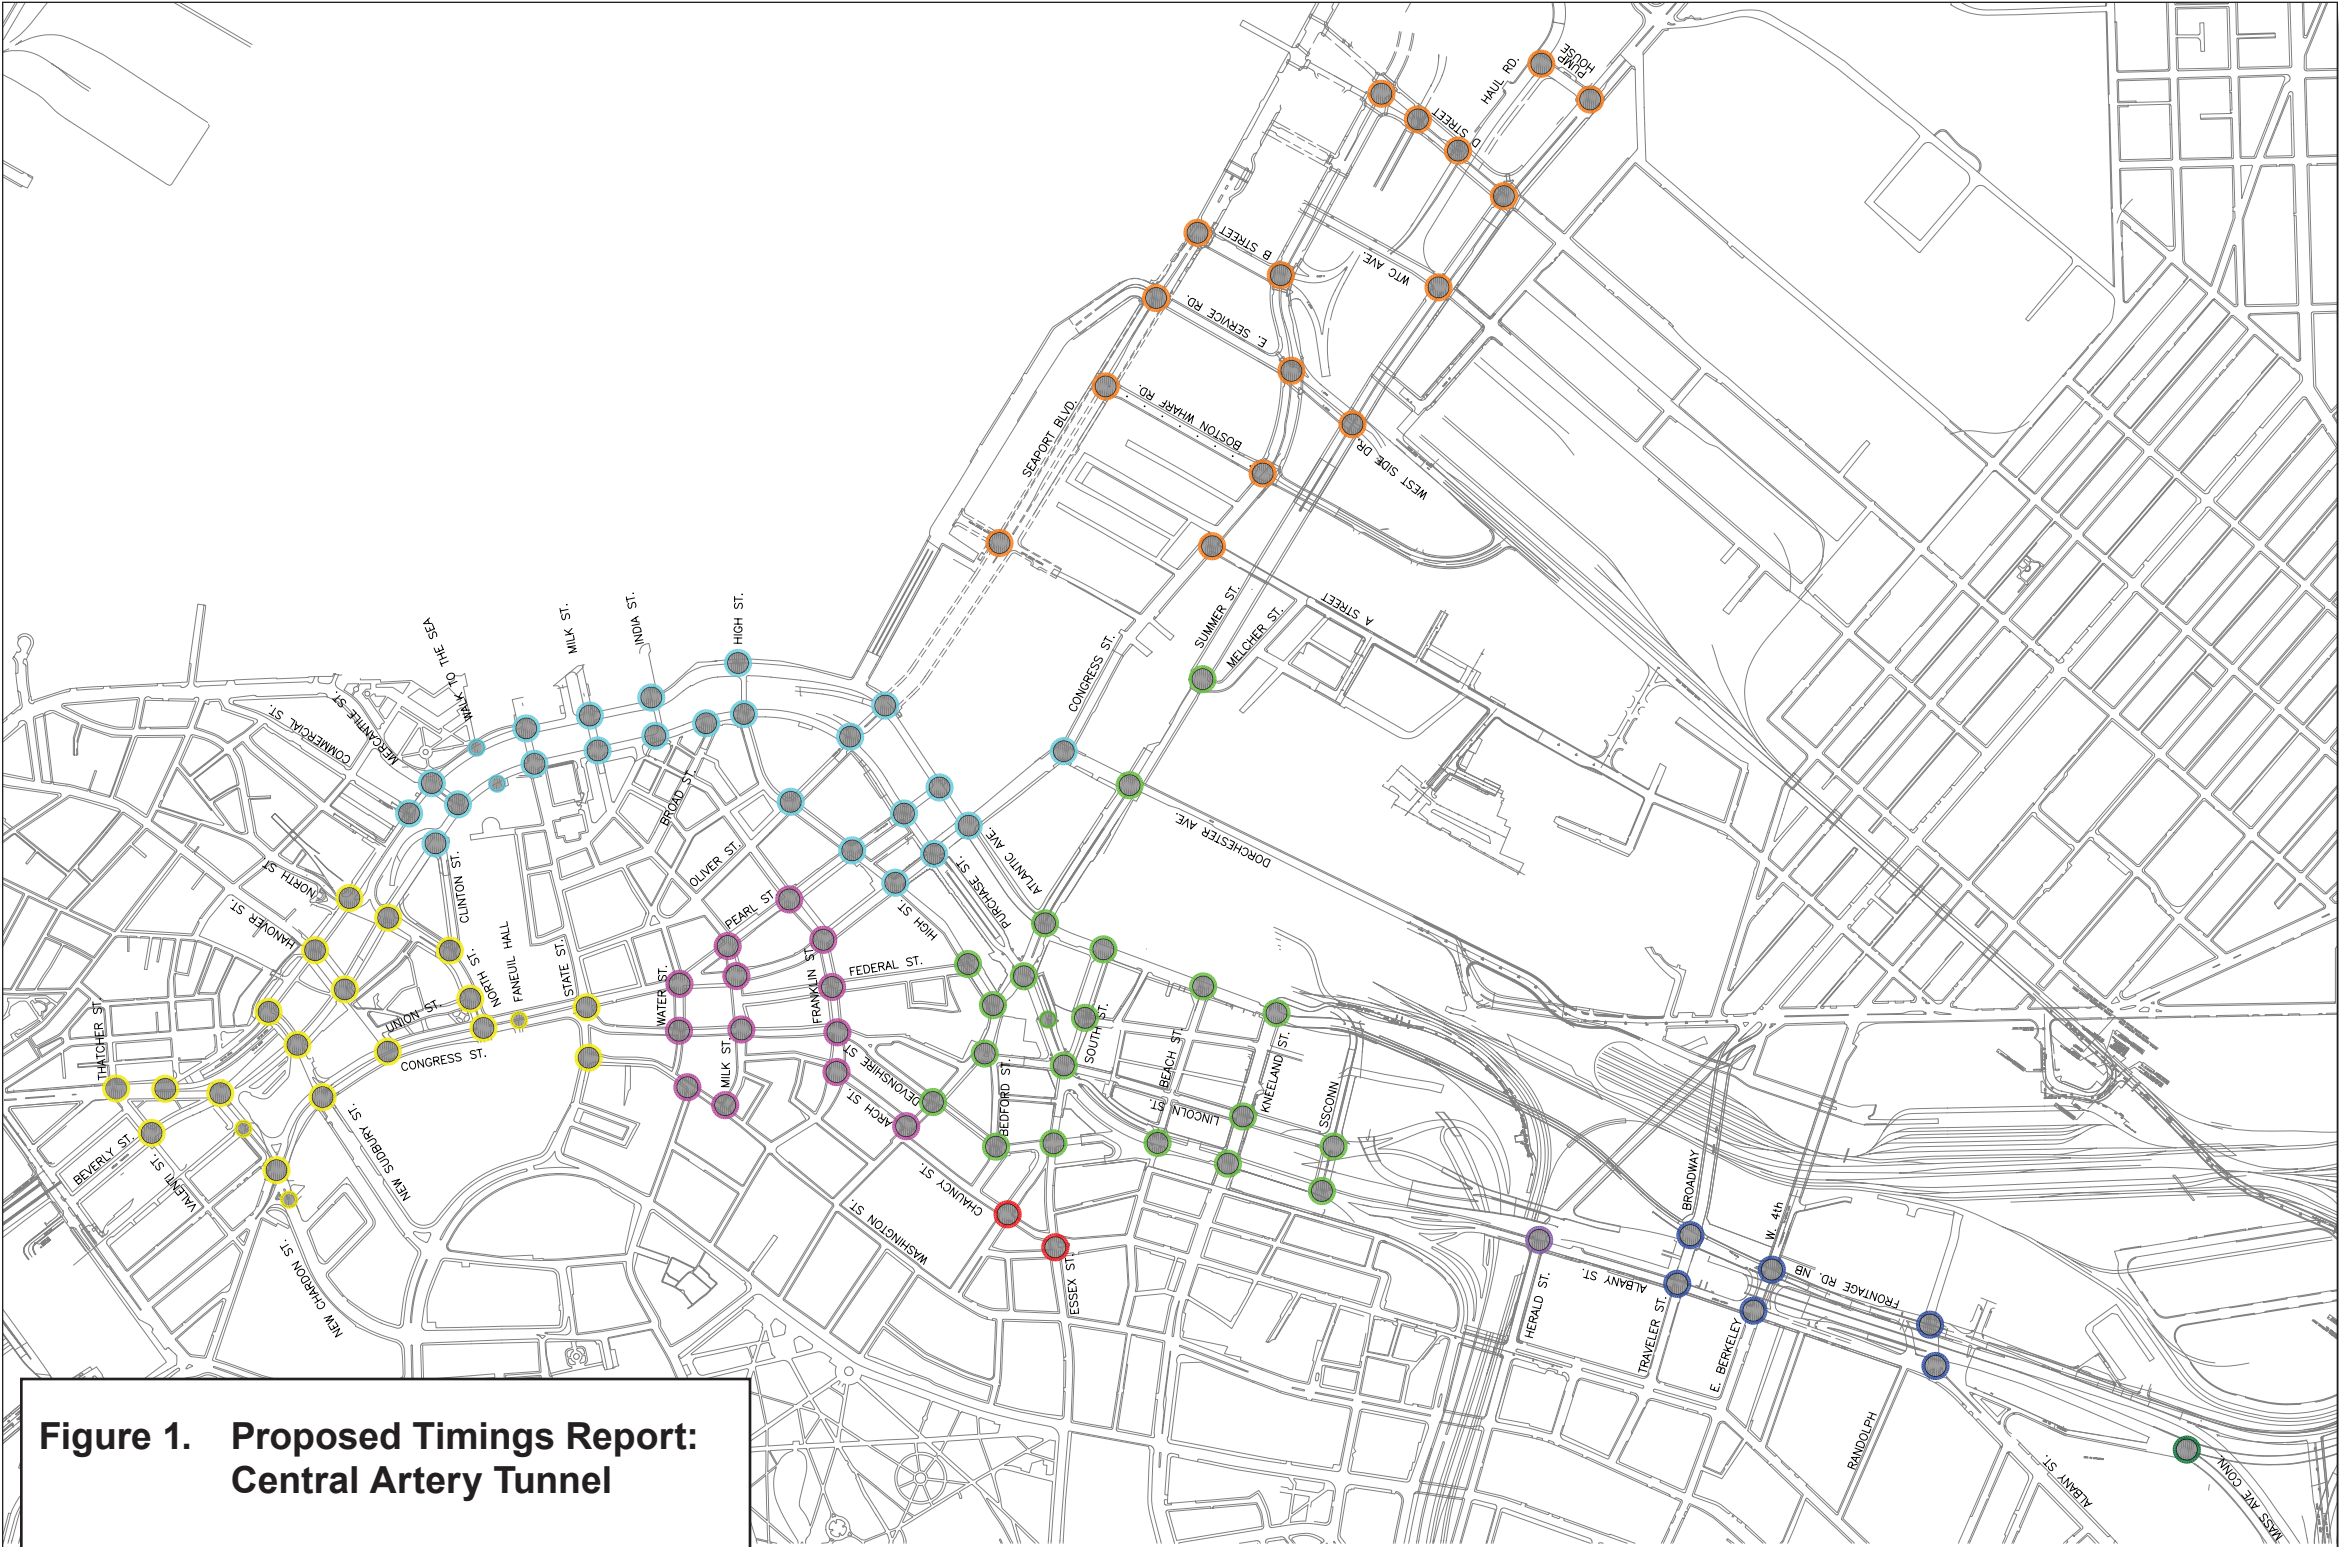 HAUL RD.
PUMP
HOUSE
D STREET
B STREET
WTC AVE.
E. SERVICE RD.
BOSTON WHARF RD.
SEAPORT BLVD.
WEST SIDE DR.
A STREET
SUMMER ST.
MELCHER ST.
CONGRESS ST.
DORCHESTER AVE.
WALK TO THE SEA
MILK ST.
INDIA ST.
HIGH ST.
COMMERCIAL ST.
MERCANTILE ST.
BROAD ST.
OLIVER ST.
ATLANTIC AVE.
PURCHASE ST.
HIGH ST.
PEARL ST
NORTH ST
HANOVER ST.
CLINTON ST.
NORTH ST.
FANEUIL HALL
STATE ST.
WATER ST.
FRANKLIN ST.
FEDERAL ST.
UNION ST.
CONGRESS ST.
THATCHER ST.
BEVERLY ST.
VALENTI ST.
NEW SUDBURY ST.
NEW CHARDON ST.
MILK ST.
DEVONSHIRE ST
ARCH ST.
BEDFORD ST.
CHAUNCY ST.
WASHINGTON ST.
ESSEX ST.
SOUTH ST.
BEACH ST.
LINCOLN ST.
KNEELAND ST.
SSCONN
HERALD ST.
ALBANY ST.
TRAVELER ST.
BROADWAY
W. 4th
E. BERKELEY
FRONTAGE RD. NB
RANDOLPH
ALBANY ST.
MASS AVE CONN.
Figure 1. Proposed Timings Report:
Central Artery Tunnel